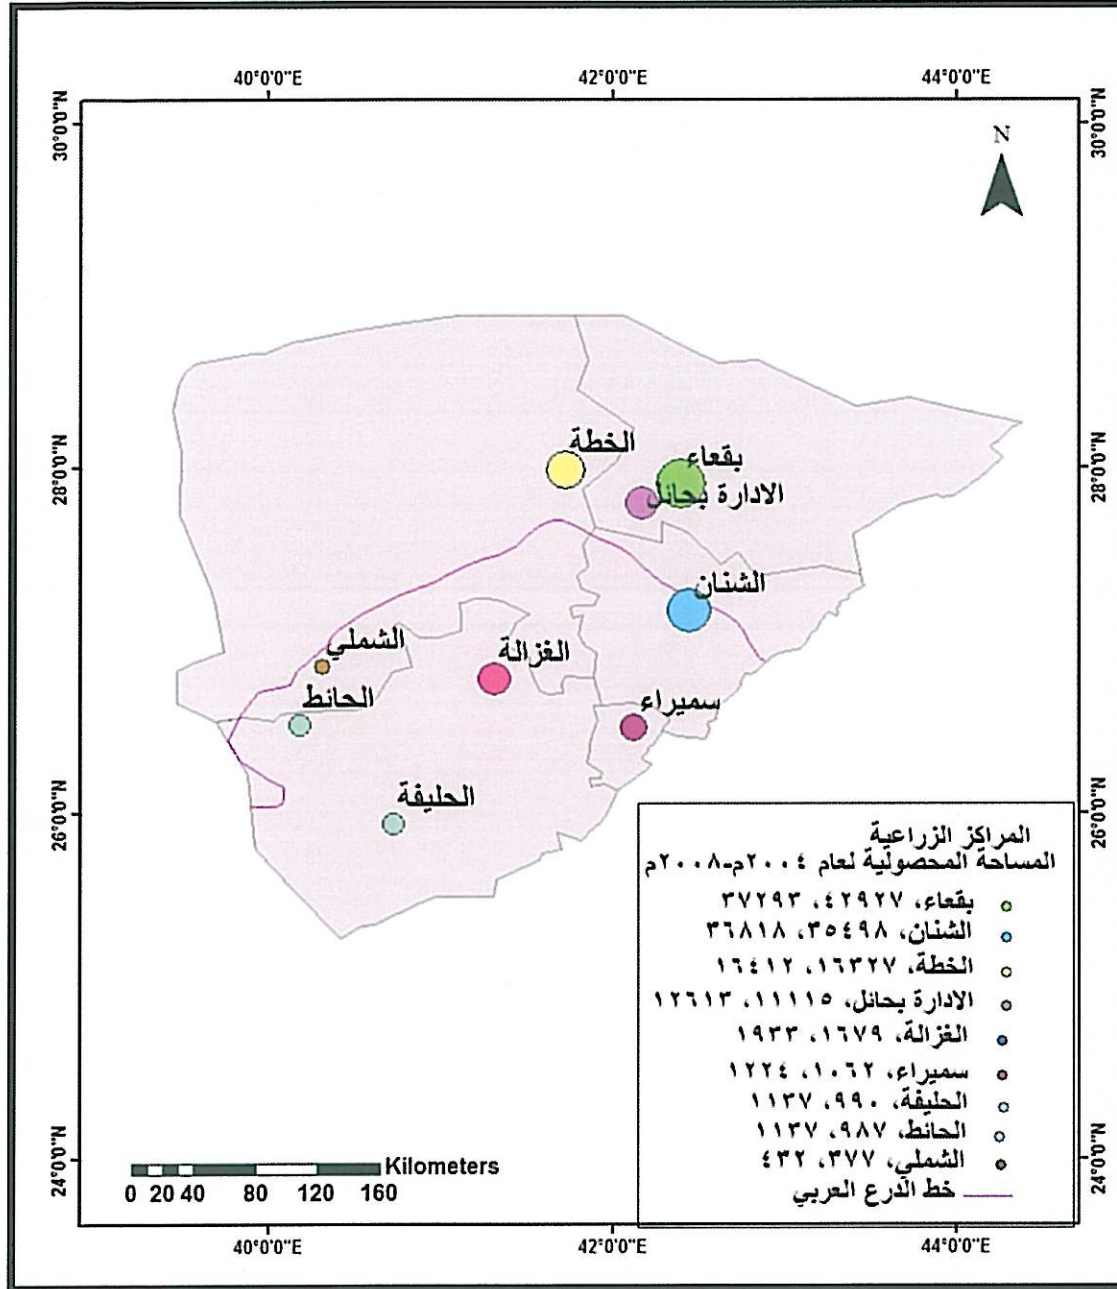 40°0'0"E 42°0'0"E 44°0'0"E
30°0'0"N 30°0'0"N
N
الخطة
بقعاء
28°0'0"N 28°0'0"N
الادارة بحائل
الشنان
الشملي
الغزالة
الحائط
سميراء
الحليفة
26°0'0"N 26°0'0"N
المراكز الزراعية
المساحة المحصولية لعام ٢٠٠٤م-٢٠٠٨م
بقعاء، ٤٢٩٢٧، ٣٧٢٩٣
الشنان، ٣٥٤٩٨، ٣٦٨١٨
الخطة، ١٦٣٢٧، ١٦٤١٢
الادارة بحائل، ١١١١٥، ١٢٦١٣
الغزالة، ١٦٧٩، ١٩٣٣
سميراء، ١٠٦٢، ١٢٢٤
الحليفة، ٩٩٠، ١١٣٧
الحائط، ٩٨٧، ١١٣٧
الشملي، ٣٧٧، ٤٣٢
خط الدرع العربي
24°0'0"N 24°0'0"N
Kilometers
0 20 40 80 120 160
40°0'0"E 42°0'0"E 44°0'0"E